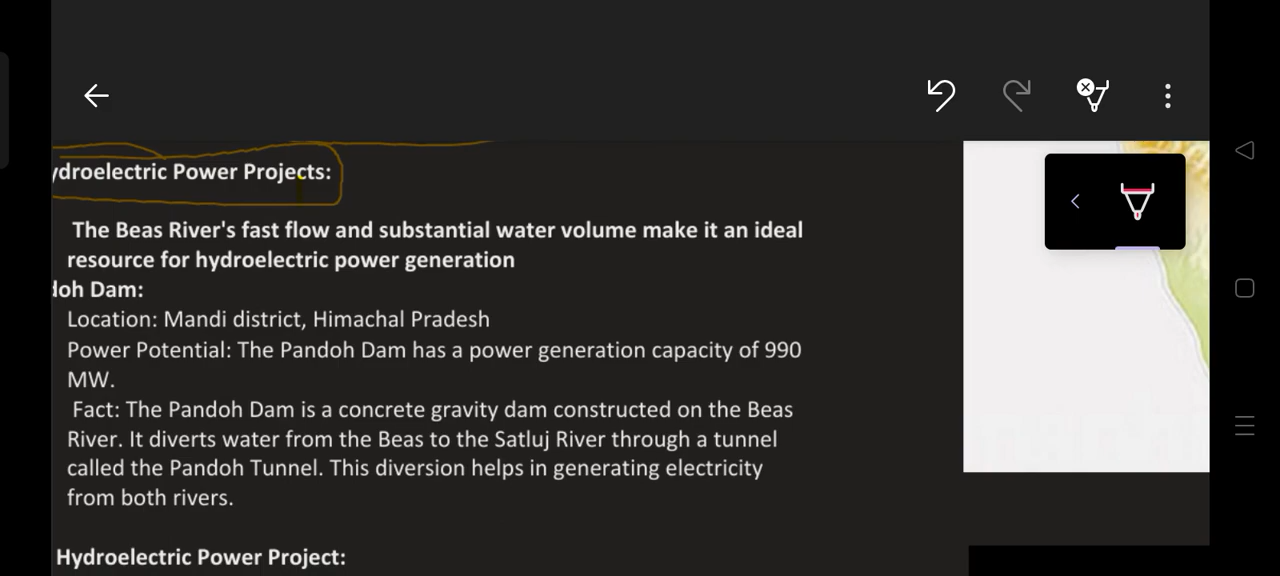 ydroelectric Power Projects:
The Beas River's fast flow and substantial water volume make it an ideal
resource for hydroelectric power generation
doh Dam:
Location: Mandi district, Himachal Pradesh
Power Potential: The Pandoh Dam has a power generation capacity of 990
MW.
Fact: The Pandoh Dam is a concrete gravity dam constructed on the Beas
River. It diverts water from the Beas to the Satluj River through a tunnel
called the Pandoh Tunnel. This diversion helps in generating electricity
from both rivers.
Hydroelectric Power Project: